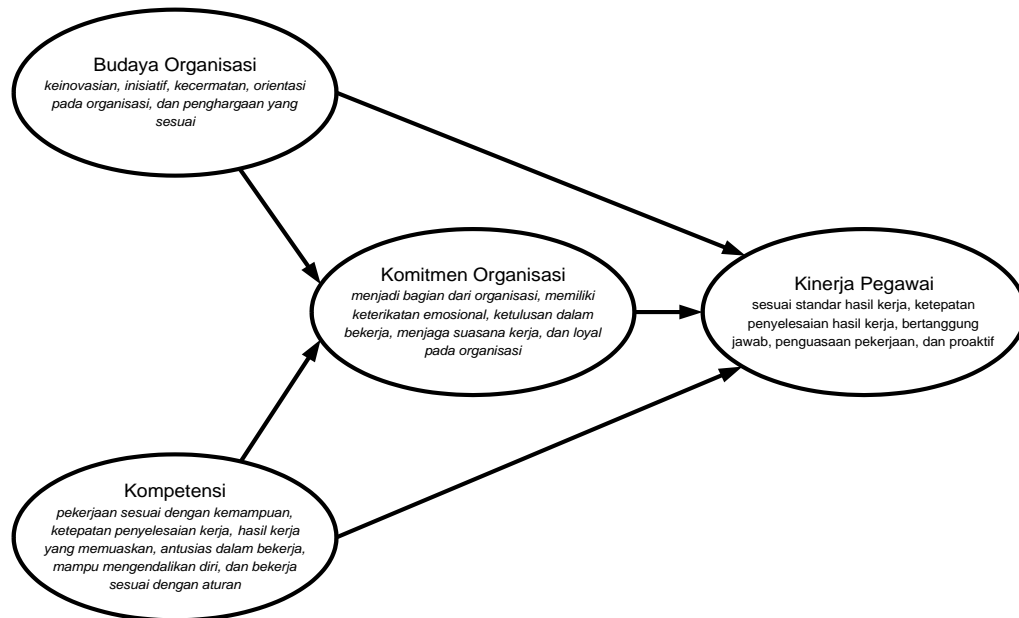 Budaya Organisasi
keinovasian, inisiatif, kecermatan, orientasi
pada organisasi, dan penghargaan yang
sesuai
Komitmen Organisasi
menjadi bagian dari organisasi, memiliki
keterikatan emosional, ketulusan dalam
bekerja, menjaga suasana kerja, dan loyal
pada organisasi
Kinerja Pegawai
sesuai standar hasil kerja, ketepatan
penyelesaian hasil kerja, bertanggung
jawab, penguasaan pekerjaan, dan proaktif
Kompetensi
pekerjaan sesuai dengan kemampuan,
ketepatan penyelesaian kerja, hasil kerja
yang memuaskan, antusias dalam bekerja,
mampu mengendalikan diri, dan bekerja
sesuai dengan aturan